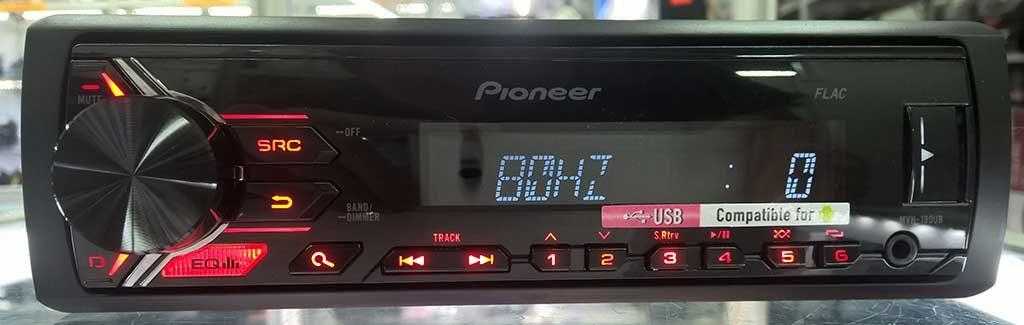 Pioneer
FLAC
MUTE
OFF
SRC
80HZ : 0
BAND/
DIMMER
USB Compatible for
MVH-190UB
D
EQ
TRACK
S.Rtrv
1 2 3 4 5 6